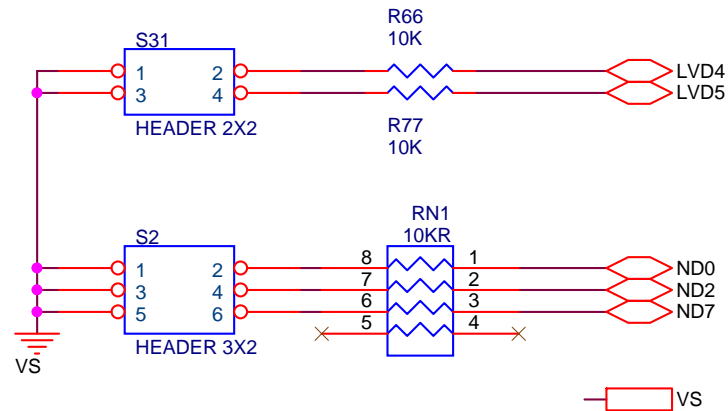 S31
R66
10K
1 2
3 4
LVD4
LVD5
HEADER 2X2
R77
10K
S2
RN1
10KR
1 2
3 4
5 6
8 1
7 2
6 3
5 4
ND0
ND2
ND7
HEADER 3X2
VS
VS